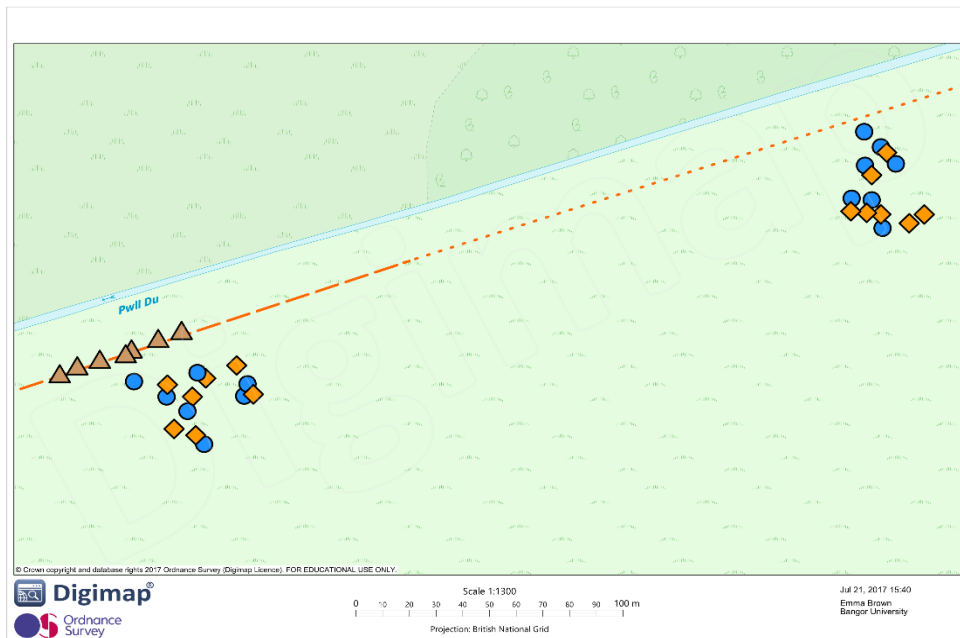 Digimap
Pwll Du
© Crown copyright and database rights 2017 Ordnance Survey (Digimap Licence). FOR EDUCATIONAL USE ONLY.
Digimap®
Ordnance
Survey
Scale 1:1300
0 10 20 30 40 50 60 70 80 90 100 m
Projection: British National Grid
Jul 21, 2017 15:40
Emma Brown
Bangor University